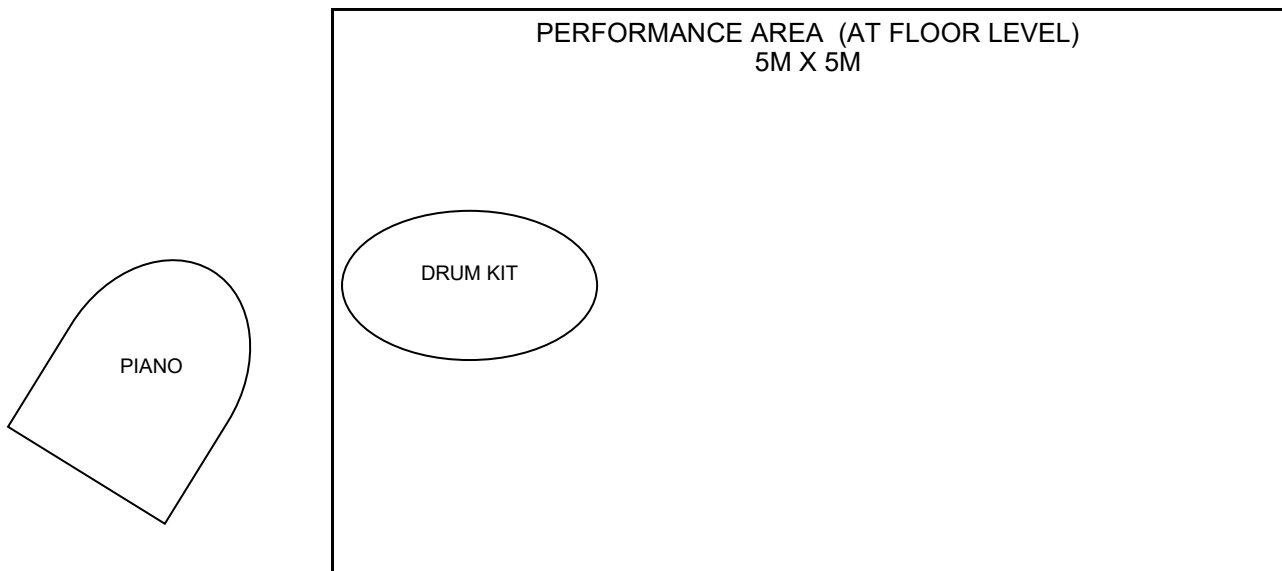 PERFORMANCE AREA (AT FLOOR LEVEL)
5M X 5M
DRUM KIT
PIANO